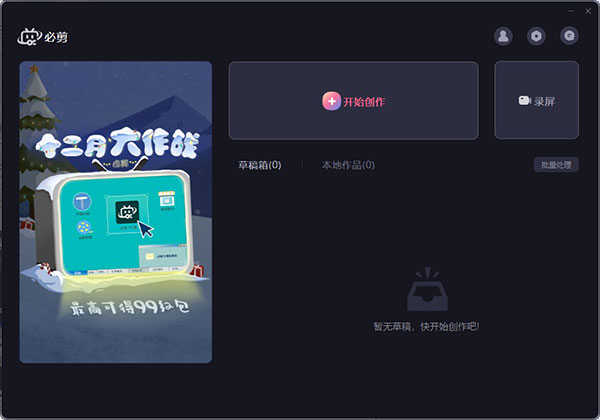 必剪
十二月大作战
必剪
最高可得99红包
开始创作
录屏
草稿箱(0)
本地作品(0)
批量处理
暂无草稿，快开始创作吧!